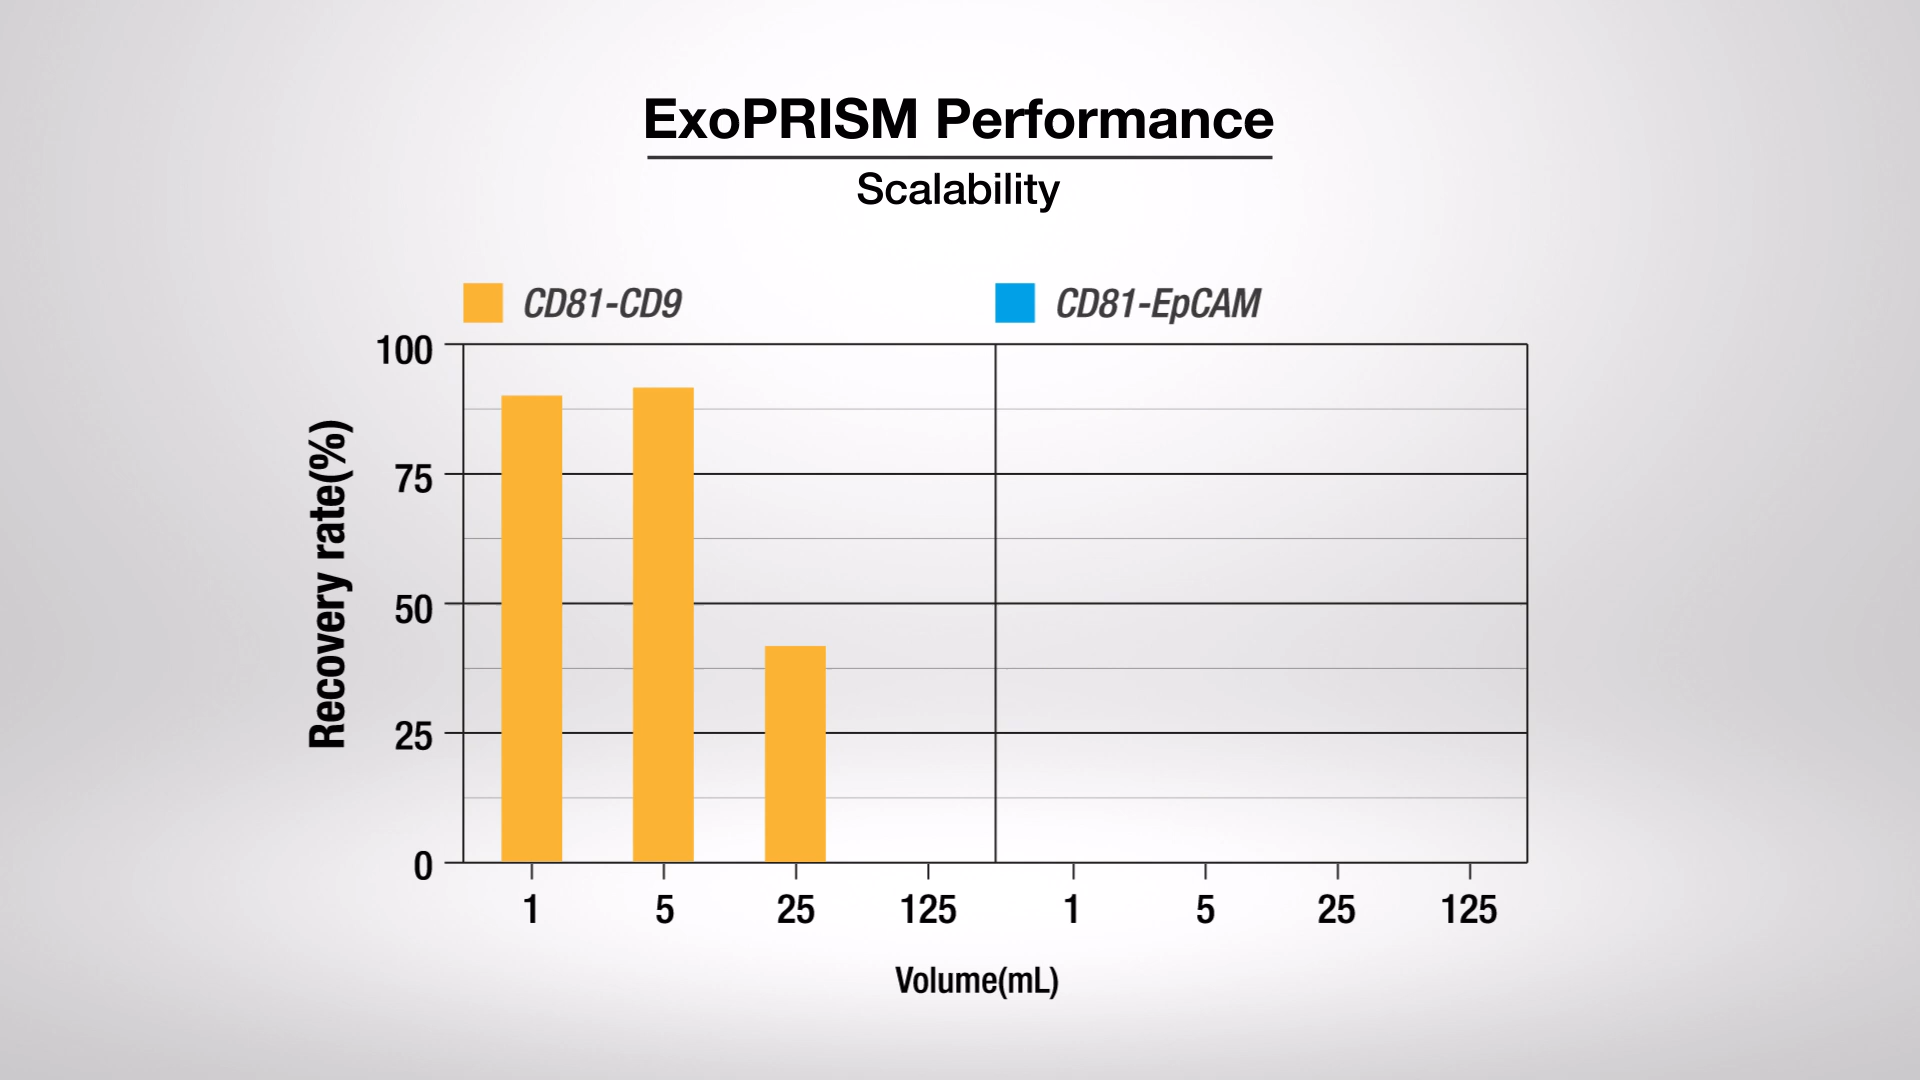 ExoPRISM Performance
Scalability
CD81-CD9
CD81-EpCAM
Recovery rate(%)
100
75
50
25
0
1 5 25 125 1 5 25 125
Volume(mL)